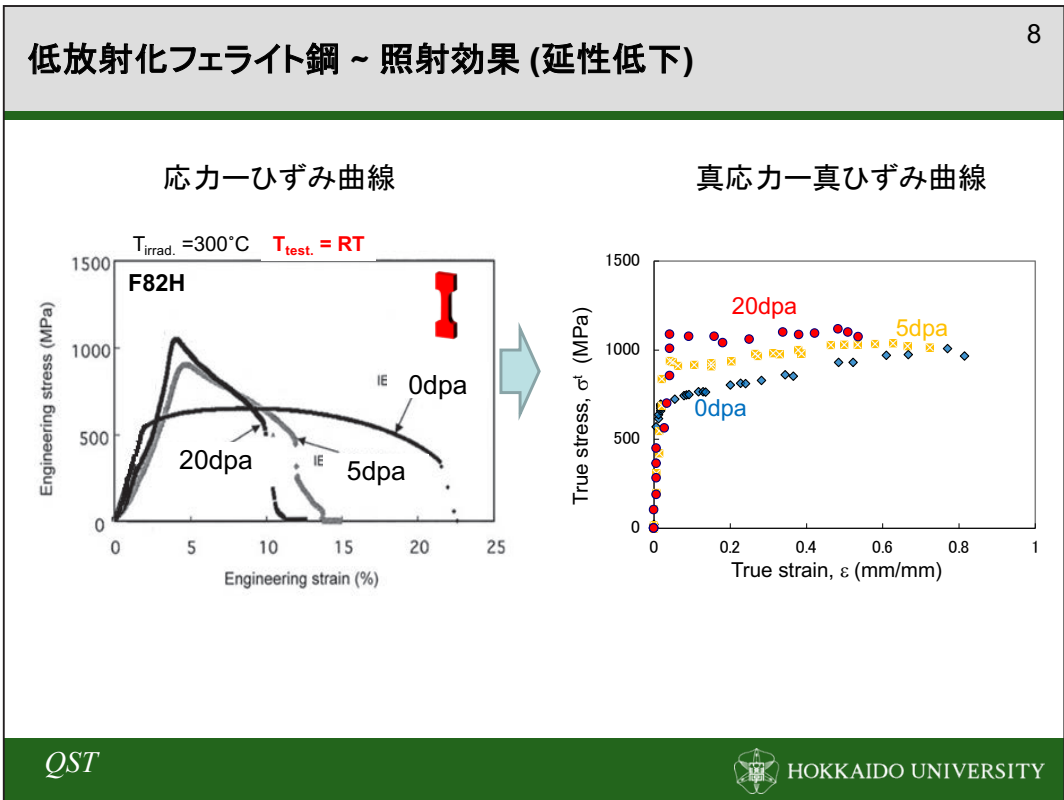 8
低放射化フェライト鋼 ~ 照射効果 (延性低下)
応力ーひずみ曲線
真応力ー真ひずみ曲線
Tirrad. =300˚C Ttest. = RT
F82H
Engineering stress (MPa)
1500
1000
500
0
IE
0dpa
20dpa
IE
5dpa
0 5 10 15 20 25
Engineering strain (%)
True stress, σt (MPa)
1500
1000
500
0
20dpa
5dpa
0dpa
0 0.2 0.4 0.6 0.8 1
True strain, ε (mm/mm)
QST
HOKKAIDO UNIVERSITY